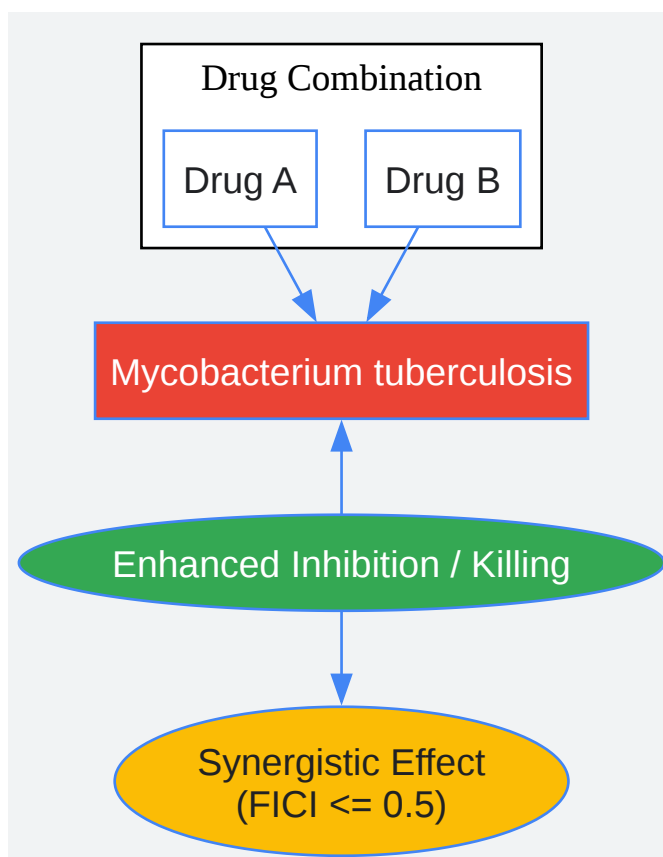 Drug Combination
Drug A
Drug B
Mycobacterium tuberculosis
Enhanced Inhibition / Killing
Synergistic Effect
(FICI <= 0.5)